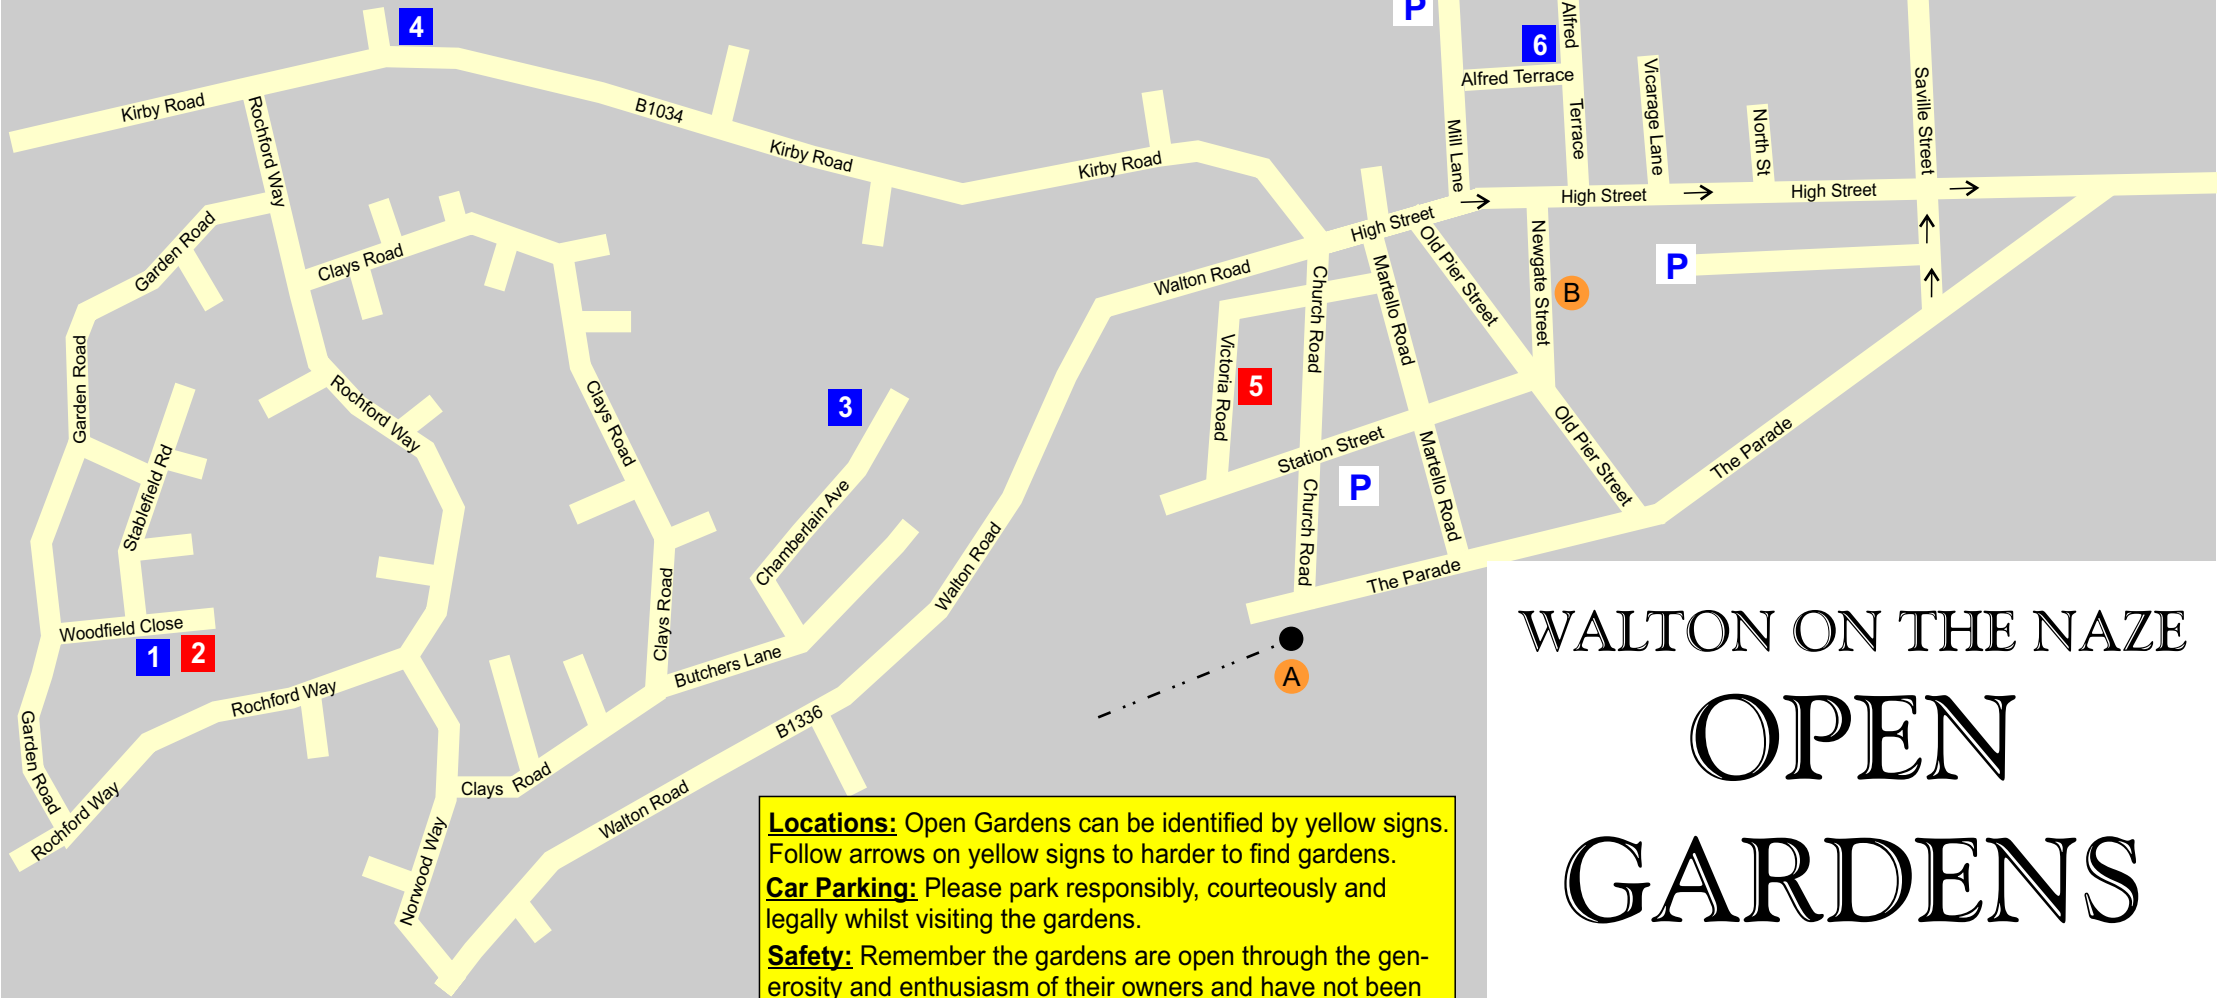 P
Alfred
4
6
Alfred Terrace
Terrace
Vicarage Lane
Saville Street
Kirby Road
Rochford Way
B1034
North St
Mill Lane
Kirby Road
Kirby Road
High Street
High Street
High Street
Garden Road
Clays Road
Old Pier Street
Newgate Street
Walton Road
Church Road
Martello Road
P
B
Garden Road
Victoria Road
5
Rochford Way
Clays Road
3
Station Street
Old Pier Street
The Parade
Stablefield Rd
Martello Road
P
Church Road
Chamberlain Ave
Walton Road
The Parade
Woodfield Close
1
2
Clays Road
Butchers Lane
A
Rochford Way
B1336
Garden Road
Rochford Way
Clays Road
Walton Road
Norwood Way
WALTON ON THE NAZE
OPEN
GARDENS
Locations: Open Gardens can be identified by yellow signs.
Follow arrows on yellow signs to harder to find gardens.
Car Parking: Please park responsibly, courteously and
legally whilst visiting the gardens.
Safety: Remember the gardens are open through the gen-
erosity and enthusiasm of their owners and have not been